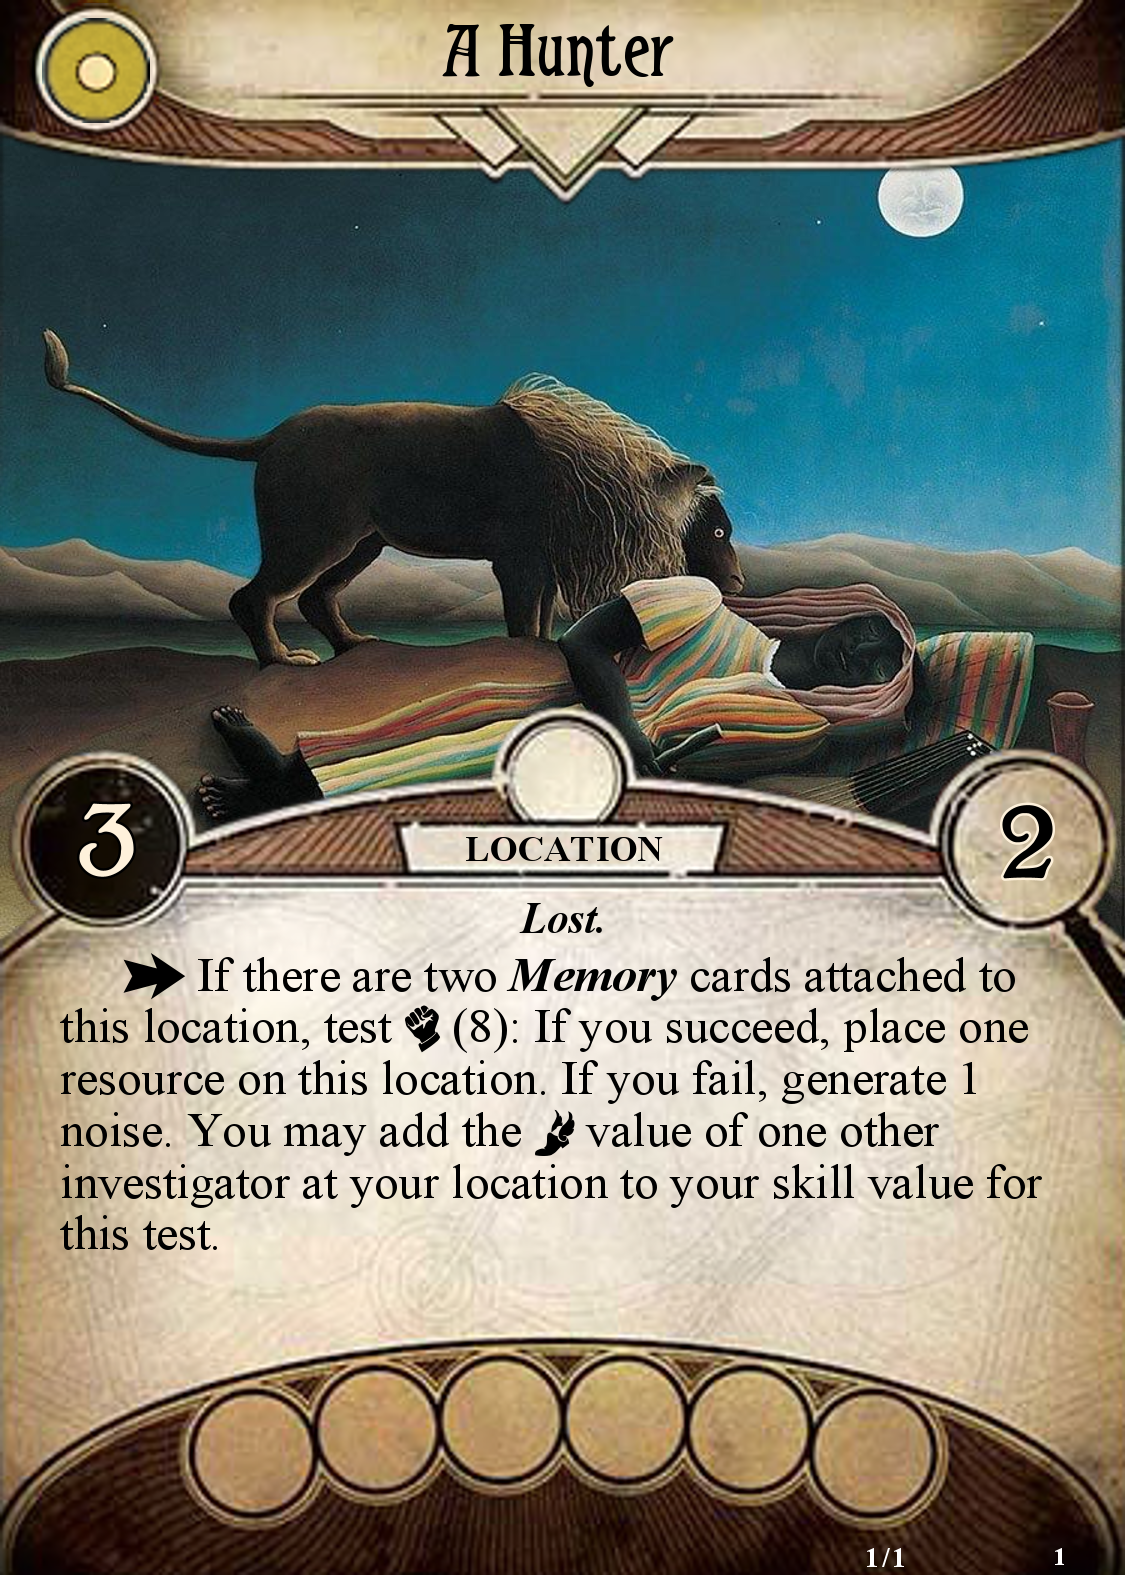 A Hunter
3
LOCATION
2
Lost.
If there are two Memory cards attached to
this location, test (8): If you succeed, place one
resource on this location. If you fail, generate 1
noise. You may add the value of one other
investigator at your location to your skill value for
this test.
1/1
1